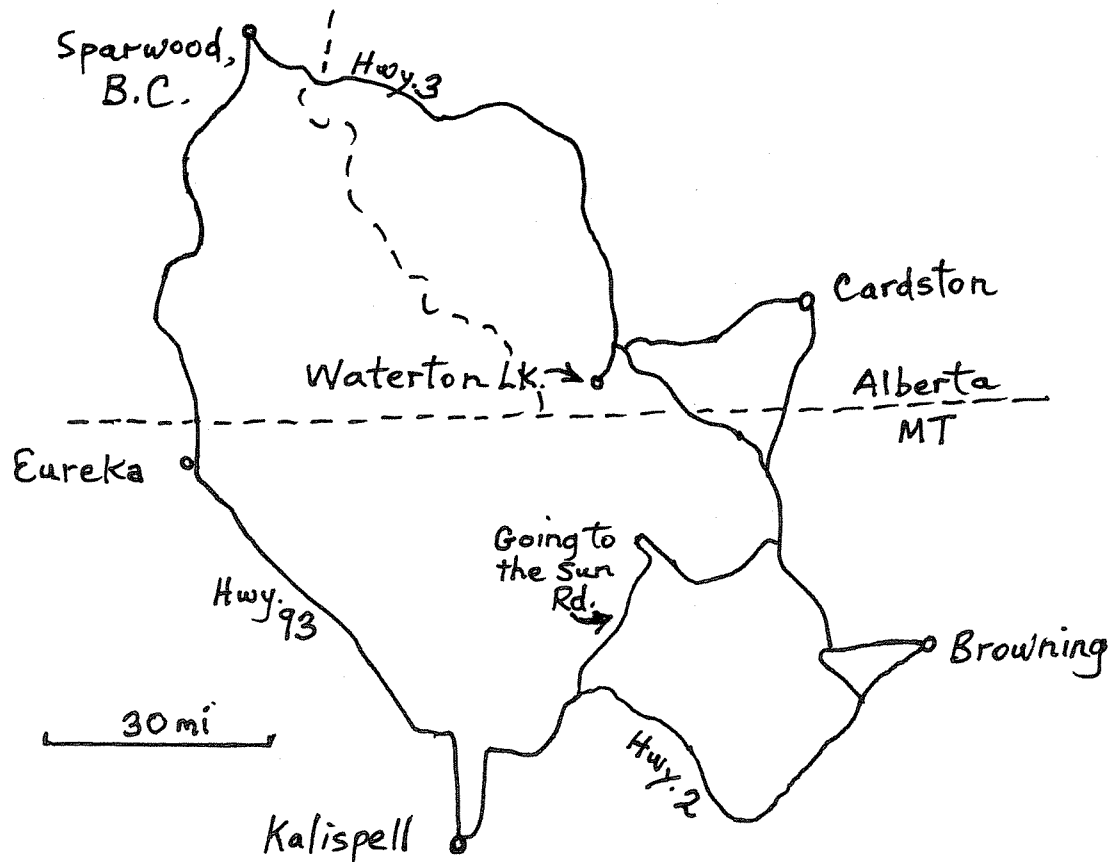 Sparwood,
B.C.
Hwy. 3
Cardston
Waterton Lk.
Alberta
MT
Eureka
Going to
the Sun
Rd.
Hwy.
93
Browning
30 mi
Hwy. 2
Kalispell